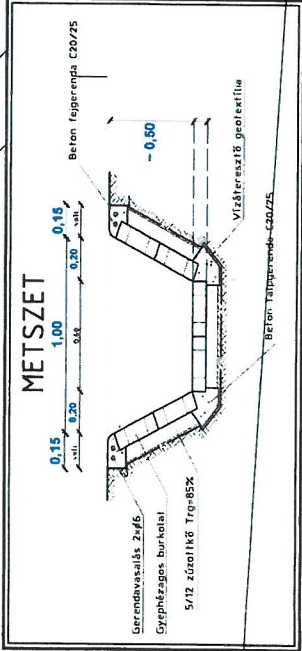 METSZET
0,15
1,00
0,15
0,20
0,60
0,20
Beton fejgerenda C20/25
~ 0,50
Vízáteresztő geotextília
Beton talpgerenda C20/25
Gerendavasalás 2xϕ6
Gyephézagos burkolat
5/12 zúzottkő Trg=85%